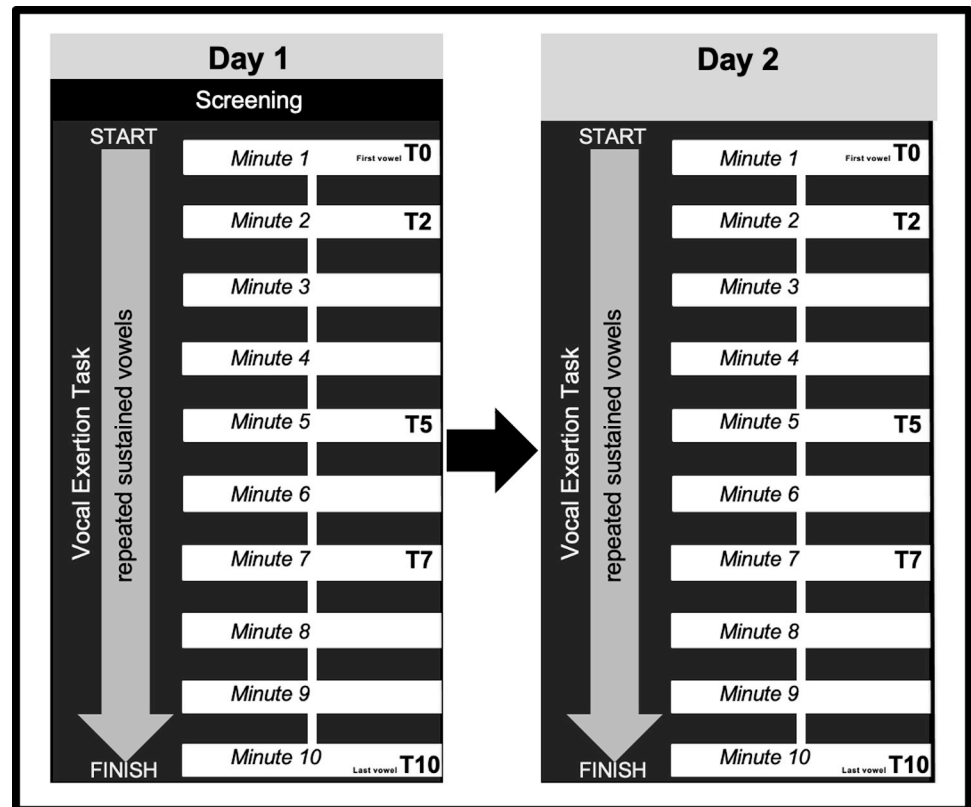 Day 1
Screening
START
Minute 1 First vowel T0
Minute 2 T2
Minute 3
Minute 4
Minute 5 T5
Minute 6
Minute 7 T7
Minute 8
Minute 9
Minute 10 Last vowel T10
FINISH
Vocal Exertion Task
repeated sustained vowels
Day 2
START
Minute 1 First vowel T0
Minute 2 T2
Minute 3
Minute 4
Minute 5 T5
Minute 6
Minute 7 T7
Minute 8
Minute 9
Minute 10 Last vowel T10
FINISH
Vocal Exertion Task
repeated sustained vowels